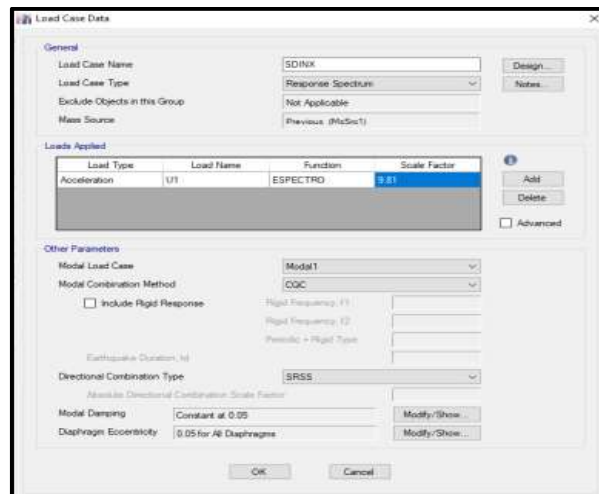 Load Case Data
General
Load Case Name SDINX Design...
Load Case Type Response Spectrum Notes...
Exclude Objects in this Group Not Applicable
Mass Source Previous (MsSrc1)
Loads Applied
Load Type Load Name Function Scale Factor
Acceleration U1 ESPECTRO 9.81
Add
Delete
Advanced
Other Parameters
Modal Load Case Modal1
Modal Combination Method CQC
Include Rigid Response Rigid Frequency, f1
Rigid Frequency, f2
Periodic + Rigid Type
Earthquake Duration, td
Directional Combination Type SRSS
Absolute Directional Combination Scale Factor
Modal Damping Constant at 0.05 Modify/Show...
Diaphragm Eccentricity 0.05 for All Diaphragms Modify/Show...
OK Cancel